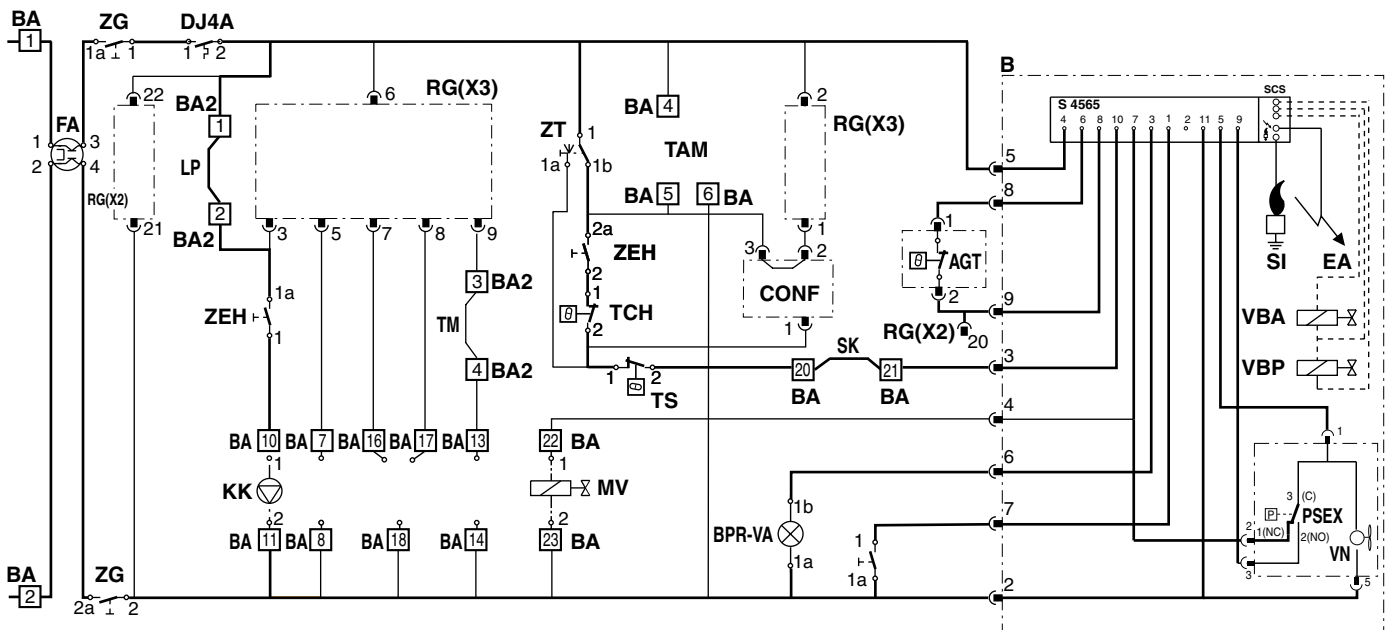 BA ZG DJ4A
1 1a 1 1 2
B
22 6 RG(X3) BA 4 2 SCS
BA2 S 4565
1 4 6 8 10 7 3 1 2 11 5 9
FA ZT 1 RG(X3)
1 3 TAM
2 4 LP 1a 1b 5
RG(X2) 2 BA 5 6 BA 8
21 BA2 3 5 7 8 9 2a 3 1 2 1
ZEH AGT SI EA
3 BA2 2 CONF 2
1a 1 9
ZEH TM TCH RG(X2) VBA
1 2 1 20
4 BA2 SK 3 VBP
1 2 20 21
TS BA BA
4
BA 10 BA 7 BA 16 BA 17 BA 13 22 BA 1
1 1 6
KK MV 1b 3 (C)
7 P PSEX
2 2 BPR-VA 1 2 1(NC) 2(NO) VN
BA 11 BA 8 BA 18 BA 14 23 BA 1a 1a 3
BA 5
2 ZG 2
2a 2